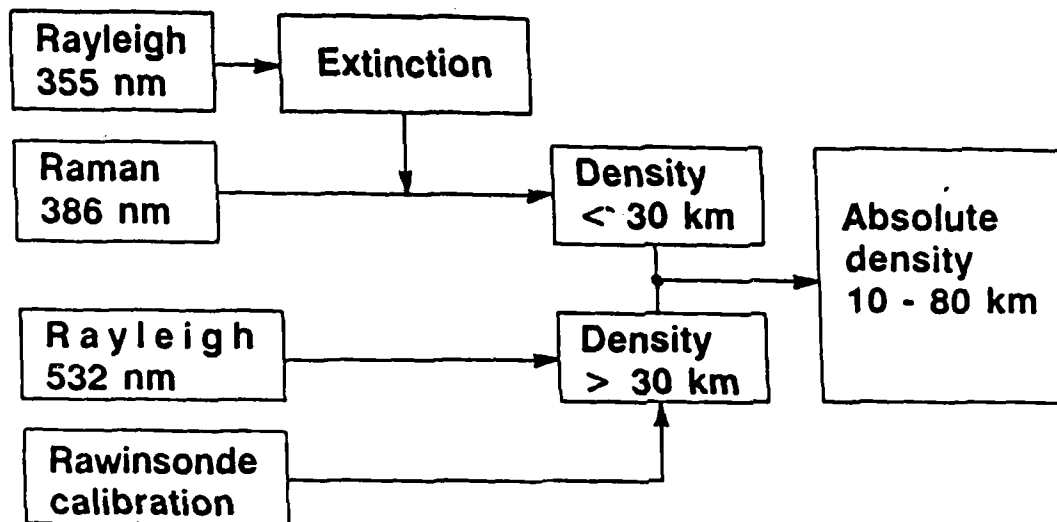 Rayleigh
355 nm
Extinction
Raman
386 nm
Density
< 30 km
Absolute
density
10 - 80 km
Rayleigh
532 nm
Density
> 30 km
Rawinsonde
calibration